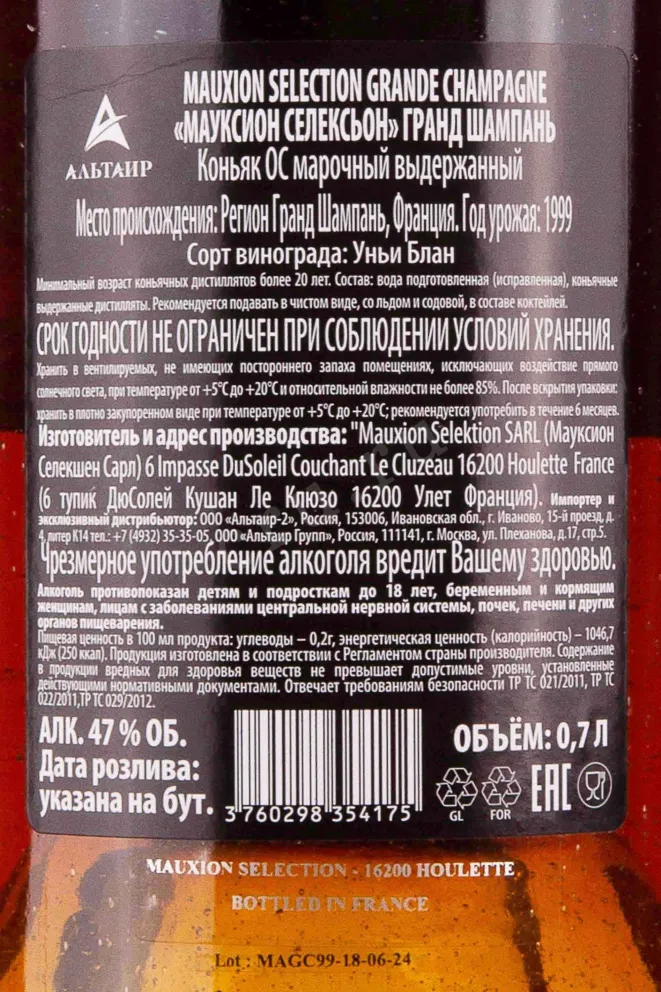 MAUXION SELECTION GRANDE CHAMPAGNE
«МАУКСИОН СЕЛЕКСЬОН» ГРАНД ШАМПАНЬ
АЛЬТАИР
Коньяк ОС марочный выдержанный
Место происхождения: Регион Гранд Шампань, Франция. Год урожая: 1999
Сорт винограда: Уньи Блан
Минимальный возраст коньячных дистиллятов более 20 лет. Состав: вода подготовленная (исправленная), коньячные
выдержанные дистилляты. Рекомендуется подавать в чистом виде, со льдом и содовой, в составе коктейлей.
СРОК ГОДНОСТИ НЕ ОГРАНИЧЕН ПРИ СОБЛЮДЕНИИ УСЛОВИЙ ХРАНЕНИЯ.
Хранить в вентилируемых, не имеющих постороннего запаха помещениях, исключающих воздействие прямого
солнечного света, при температуре от +5°С до +20°С и относительной влажности не более 85%. После вскрытия упаковки:
хранить в плотно закупоренном виде при температуре от +5°С до +20°С; рекомендуется употребить в течение 6 месяцев.
Изготовитель и адрес производства: "Mauxion Selektion SARL (Мауксион
Селекшен Сарл) 6 Impasse DuSoleil Couchant Le Cluzeau 16200 Houlette France
(6 тупик ДюСолей Кушан Ле Клюзо 16200 Улет Франция). Импортер и
эксклюзивный дистрибьютор: ООО «Альтаир-2», Россия, 153006, Ивановская обл., г. Иваново, 15-й проезд, д.
4, литер К14 тел.: +7 (4932) 35-35-05, ООО «Альтаир Групп», Россия, 111141, г. Москва, ул. Плеханова, д.17, стр.5.
Чрезмерное употребление алкоголя вредит Вашему здоровью.
Алкоголь противопоказан детям и подросткам до 18 лет, беременным и кормящим
женщинам, лицам с заболеваниями центральной нервной системы, почек, печени и других
органов пищеварения.
Пищевая ценность в 100 мл продукта: углеводы – 0,2г, энергетическая ценность (калорийность) – 1046,7
кДж (250 ккал). Продукция изготовлена в соответствии с Регламентом страны производителя. Содержание
в продукции вредных для здоровья веществ не превышает допустимые уровни, установленные
действующими нормативными документами. Отвечает требованиям безопасности ТР ТС 021/2011, ТР ТС
022/2011,ТР ТС 029/2012.
АЛК. 47 % ОБ.
Дата розлива:
указана на бут.
3 760298 354175
ОБЪЁМ: 0,7 Л
GL
FOR
EAC
MAUXION SELECTION - 16200 HOULETTE
BOTTLED IN FRANCE
Lot : MAGC99-18-06-24